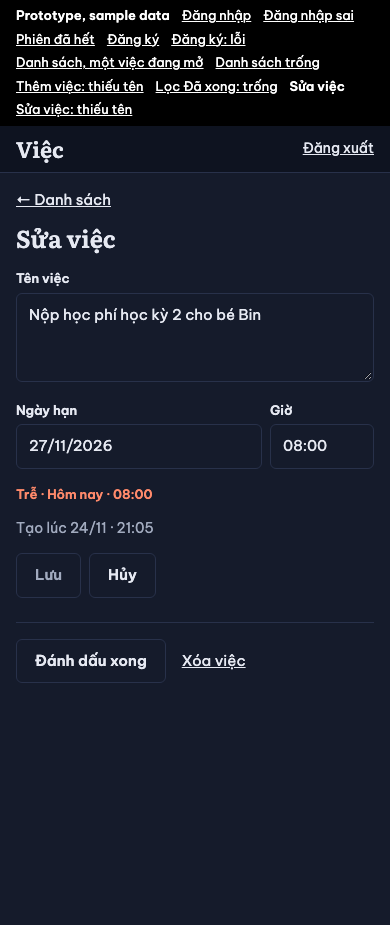 Prototype, sample data Đăng nhập Đăng nhập sai
Phiên đã hết Đăng ký Đăng ký: lỗi
Danh sách, một việc đang mở Danh sách trống
Thêm việc: thiếu tên Lọc Đã xong: trống Sửa việc
Sửa việc: thiếu tên
Việc Đăng xuất
← Danh sách
Sửa việc
Tên việc
Nộp học phí học kỳ 2 cho bé Bin
Ngày hạn Giờ
27/11/2026 08:00
Trễ · Hôm nay · 08:00
Tạo lúc 24/11 · 21:05
Lưu Hủy
Đánh dấu xong Xóa việc